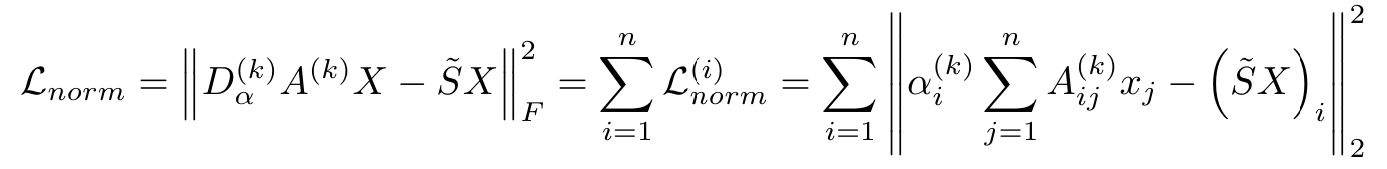 $$\mathcal{L}_{norm} = \left\| D_{\alpha}^{(k)} A^{(k)} X - \tilde{S} X \right\|_F^2 = \sum_{i=1}^{n} \mathcal{L}_{norm}^{(i)} = \sum_{i=1}^{n} \left\| \alpha_i^{(k)} \sum_{j=1}^{n} A_{ij}^{(k)} x_j - \left( \tilde{S} X \right)_i \right\|_2^2$$